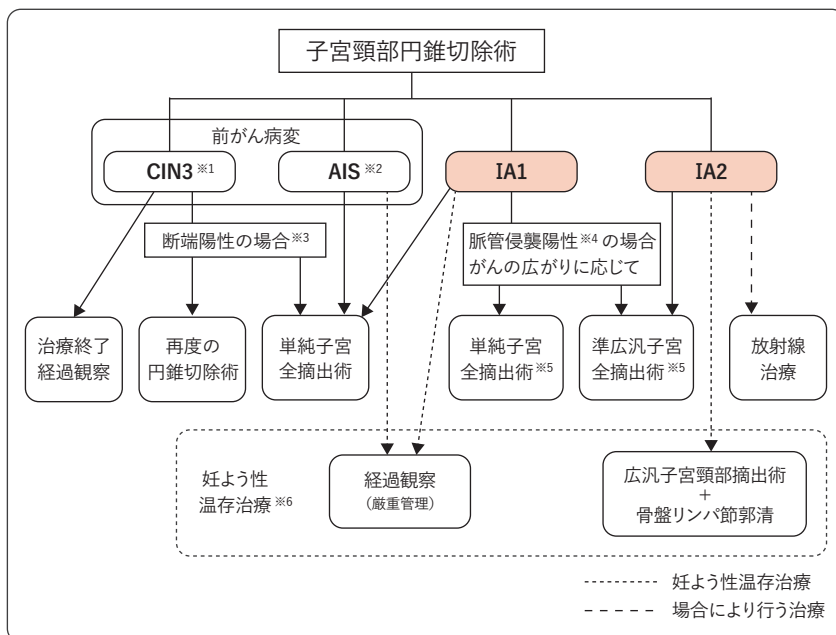 子宮頸部円錐切除術
前がん病変
CIN3 ※1
AIS ※2
IA1
IA2
断端陽性の場合※3
脈管侵襲陽性※4 の場合
がんの広がりに応じて
治療終了
経過観察
再度の
円錐切除術
単純子宮
全摘出術
単純子宮
全摘出術※5
準広汎子宮
全摘出術※5
放射線
治療
妊よう性
温存治療※6
経過観察
(厳重管理)
広汎子宮頸部摘出術
+
骨盤リンパ節郭清
妊よう性温存治療
場合により行う治療